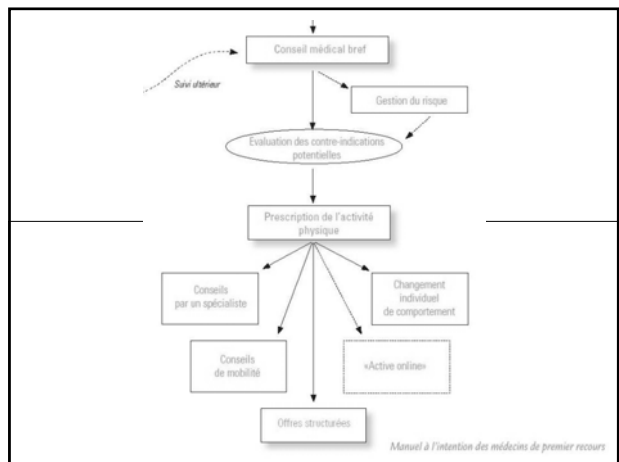 Conseil médical bref
Suivi ultérieur
Gestion du risque
Evaluation des contre-indications
potentielles
Prescription de l'activité
physique
Conseils
par un spécialiste
Changement
individuel
de comportement
Conseils
de mobilité
«Active online»
Offres structurées
Manuel à l'intention des médecins de premier recours